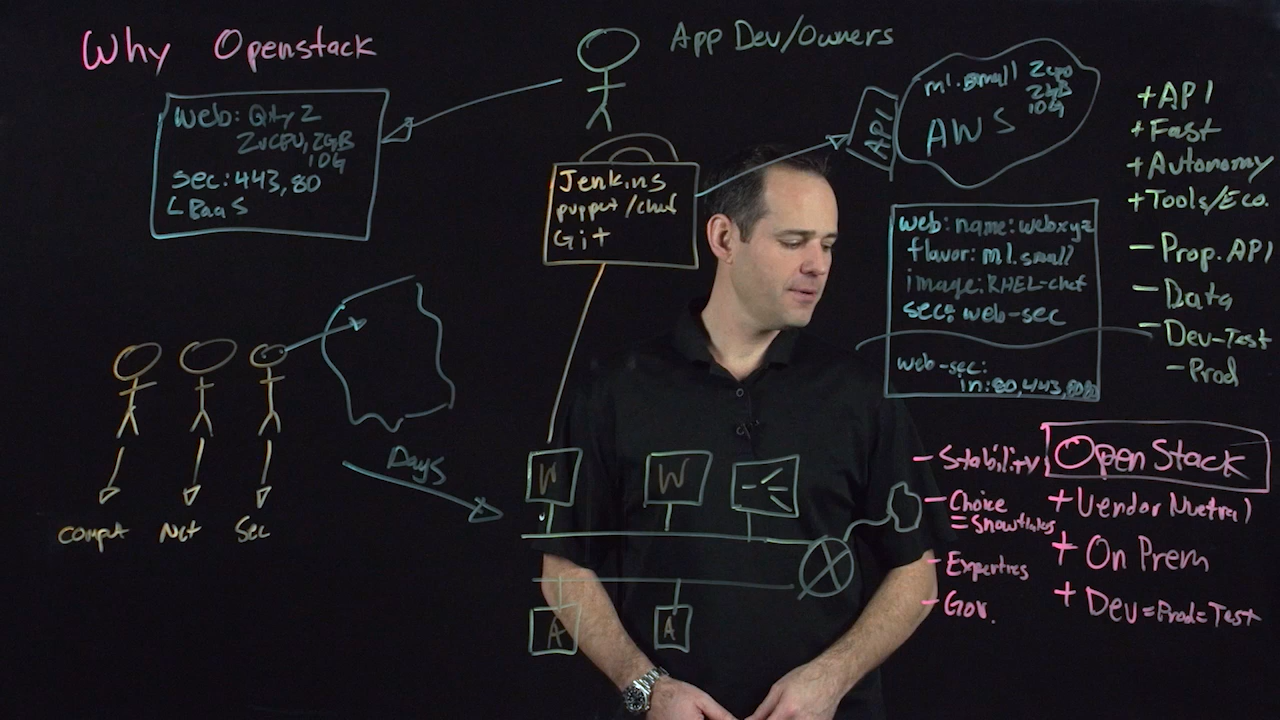 Why Openstack
App Dev/Owners
web: Qty 2
2vCPU, 2GB
10G
sec: 443, 80
LBaaS
Jenkins
puppet/chef
Git
API
m1.small 2cpu
2GB
10G
AWS
+ API
+ Fast
+ Autonomy
+ Tools/Eco.
- Prop. API
- Data
- Dev-Test
- Prod
web: name: webxyz
flavor: m1.small
image: RHEL-chef
sec: web-sec
web-sec:
in: 80, 443, 8080
comput
Net
Sec
Days
W
W
A
A
- Stability
- Choice
= Snowflakes
- Experties
- Gov.
OpenStack
+ Vendor Nuetral
+ On Prem
+ Dev = Prod = Test